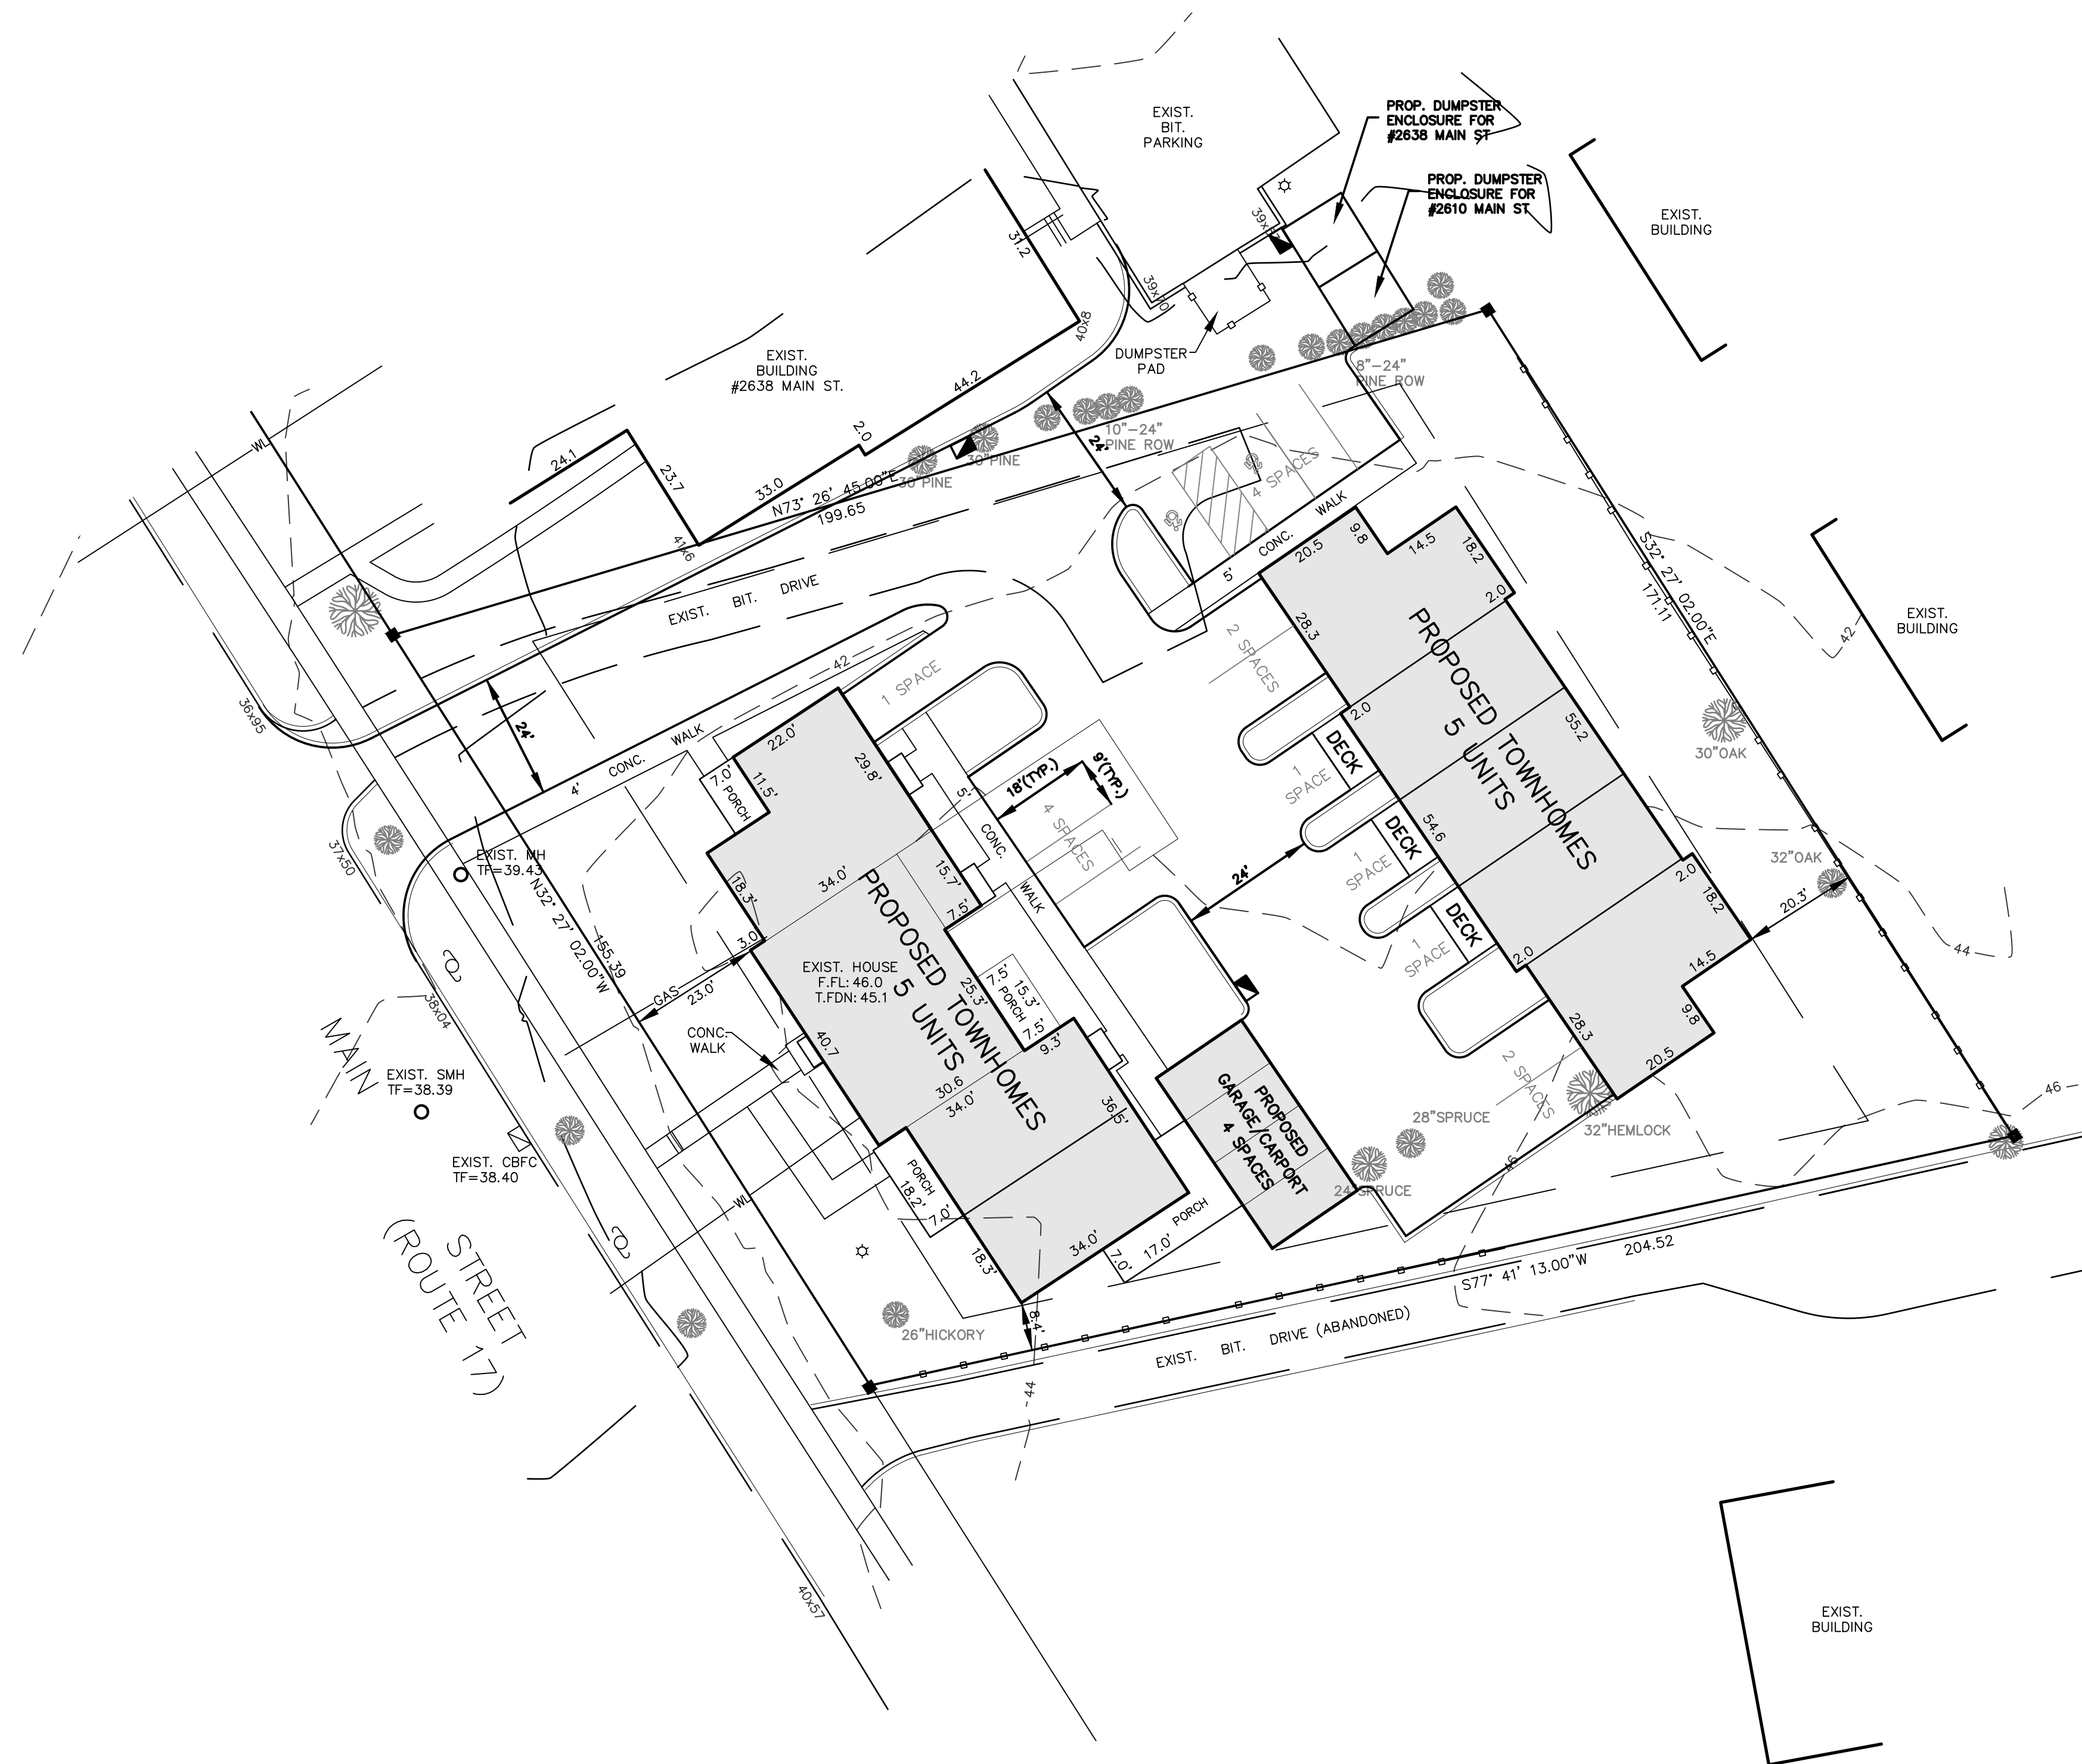 PROP. DUMPSTER
ENCLOSURE FOR
#2638 MAIN ST
EXIST.
BIT.
PARKING
PROP. DUMPSTER
ENCLOSURE FOR
#2610 MAIN ST
EXIST.
BUILDING
31.2
40x8
DUMPSTER
PAD
EXIST.
BUILDING
#2638 MAIN ST.
44.2
2.0
33.0
24.1
23.7
41x6
WL
N73° 26' 45.00"E
199.65
30"PINE
30"PINE
10"-24"
PINE ROW
8"-24"
PINE ROW
24'
4 SPACES
CONC. WALK
5'
EXIST. BIT. DRIVE
42
1 SPACE
36x95
24'
4' CONC. WALK
37x50
EXIST. MH
TF=39.43
N32° 27' 02.00"W
155.39
38x04
MAIN
STREET
(ROUTE 17)
EXIST. SMH
TF=38.39
EXIST. CBFC
TF=38.40
GAS
23.0'
CONC.
WALK
WL
22.0'
7.0'
PORCH
11.5'
29.8'
18.3'
34.0'
15.7'
7.5'
3.0
EXIST. HOUSE
F.FL: 46.0
T.FDN: 45.1
PROPOSED TOWNHOMES
5 UNITS
25.3'
7.5'
PORCH
15.3'
7.5'
9.3'
40.7
30.6
34.0'
36.5'
PORCH
18.2'
7.0'
18.3'
34.0'
7.0'
17.0'
PORCH
8.4'
26"HICKORY
5'
CONC.
WALK
18'(TYP.)
9'(TYP.)
4 SPACES
24'
PROPOSED
GARAGE/CARPORT
4 SPACES
20.5
9.8
14.5
18.2
2.0
28.3
2 SPACES
2.0
DECK
1
SPACE
DECK
1
SPACE
DECK
1
SPACE
54.6
55.2
PROPOSED TOWNHOMES
5 UNITS
2.0
18.2
2.0
14.5
9.8
20.5
28.3
2 SPACES
20.3'
S32° 27' 02.00"E
171.11
42
EXIST.
BUILDING
30"OAK
32"OAK
44
46
28"SPRUCE
24"SPRUCE
32"HEMLOCK
46
S77° 41' 13.00"W
204.52
EXIST. BIT. DRIVE (ABANDONED)
44
40x57
EXIST.
BUILDING